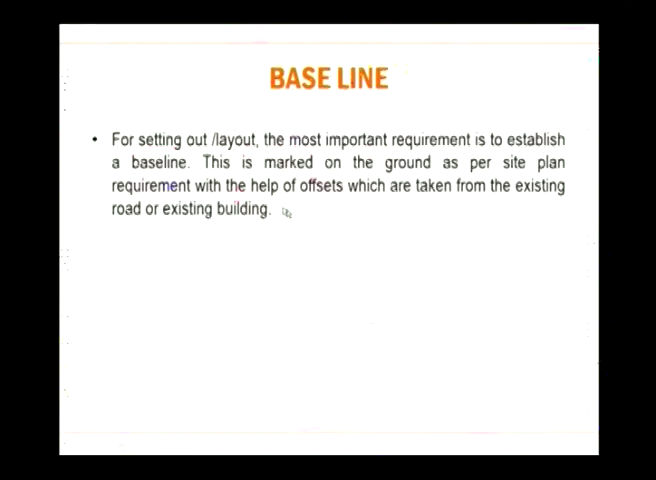 BASE LINE
• For setting out /layout, the most important requirement is to establish
a baseline. This is marked on the ground as per site plan
requirement with the help of offsets which are taken from the existing
road or existing building.